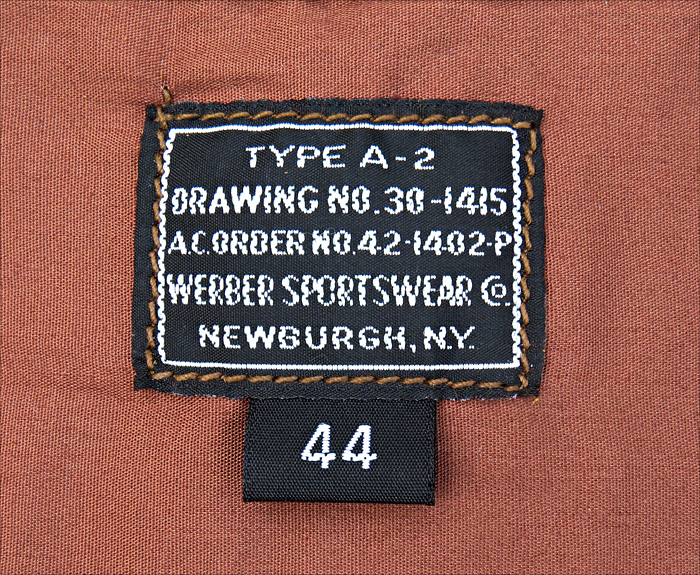 TYPE A-2
DRAWING NO. 30-1415
A.C. ORDER NO. 42-1402-P
WERBER SPORTSWEAR Co.
NEWBURGH, N.Y.
44